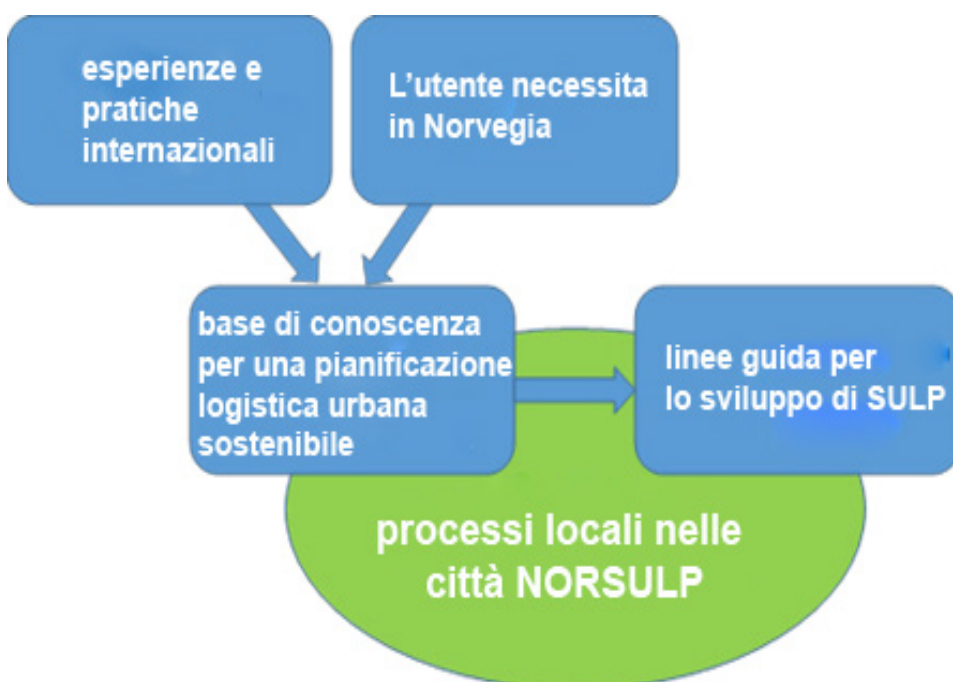 esperienze e
pratiche
internazionali
L'utente necessita
in Norvegia
base di conoscenza
per una pianificazione
logistica urbana
sostenibile
linee guida per
lo sviluppo di SULP
processi locali nelle
città NORSULP